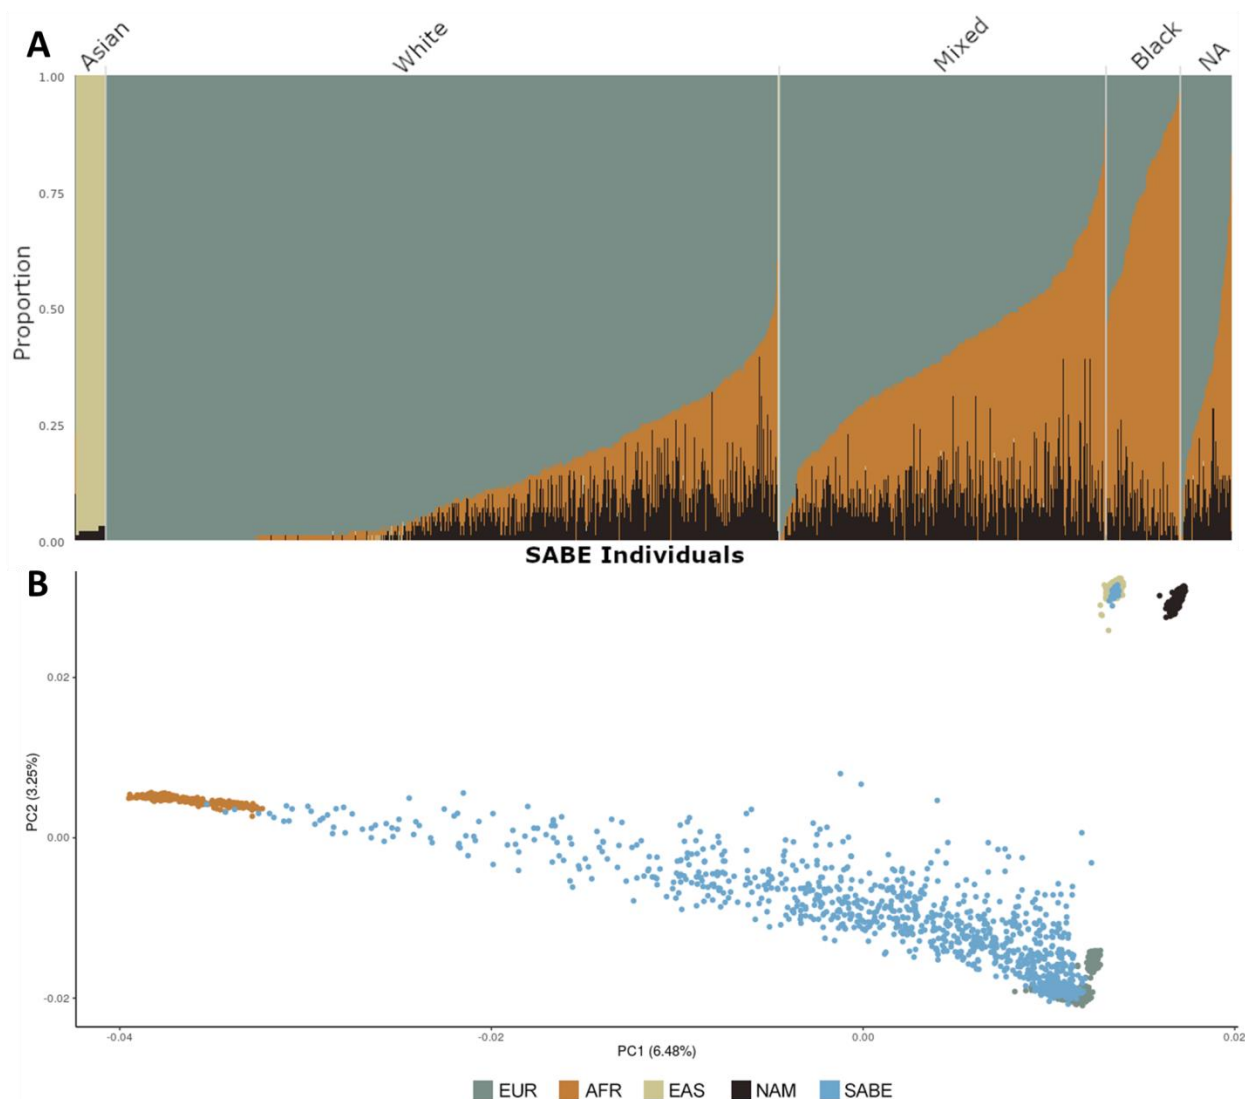 A
Asian
White
Mixed
Black
NA
1.00
0.75
0.50
0.25
0.00
Proportion
SABE Individuals
B
0.02
0.00
-0.02
PC2 (3.25%)
-0.04
-0.02
0.00
0.02
PC1 (6.48%)
EUR AFR EAS NAM SABE